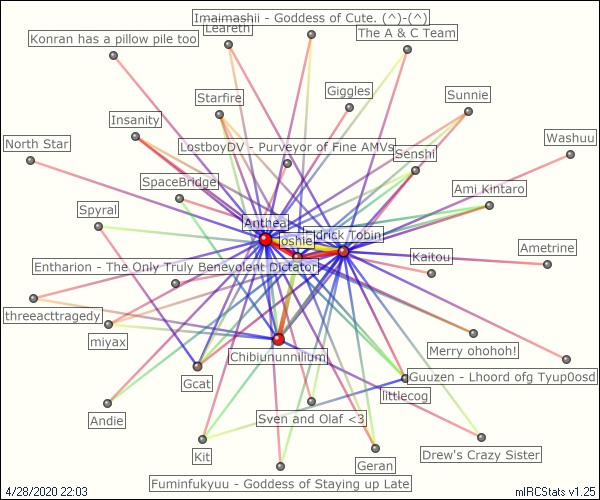 Imaimashii - Goddess of Cute. (^)-(^)
Leareth
The A & C Team
Konran has a pillow pile too
Giggles
Sunnie
Starfire
Insanity
Washuu
North Star
LostboyDV - Purveyor of Fine AMVs
Senshi
SpaceBridge
Ami Kintaro
Spyral
Anthea
Eldrick Tobin
Joshie
Kaitou
Ametrine
Entharion - The Only Truly Benevolent Dictator
threeacttragedy
miyax
Merry ohohoh!
Chibiurunnilium
Gcat
Guuzen - Lhoord ofg Tyup0osd
littlecog
Andie
Sven and Olaf <3
Kit
Geran
Drew's Crazy Sister
Fuminfukyuu - Goddess of Staying up Late
4/28/2020 22:03
mIRCStats v1.25